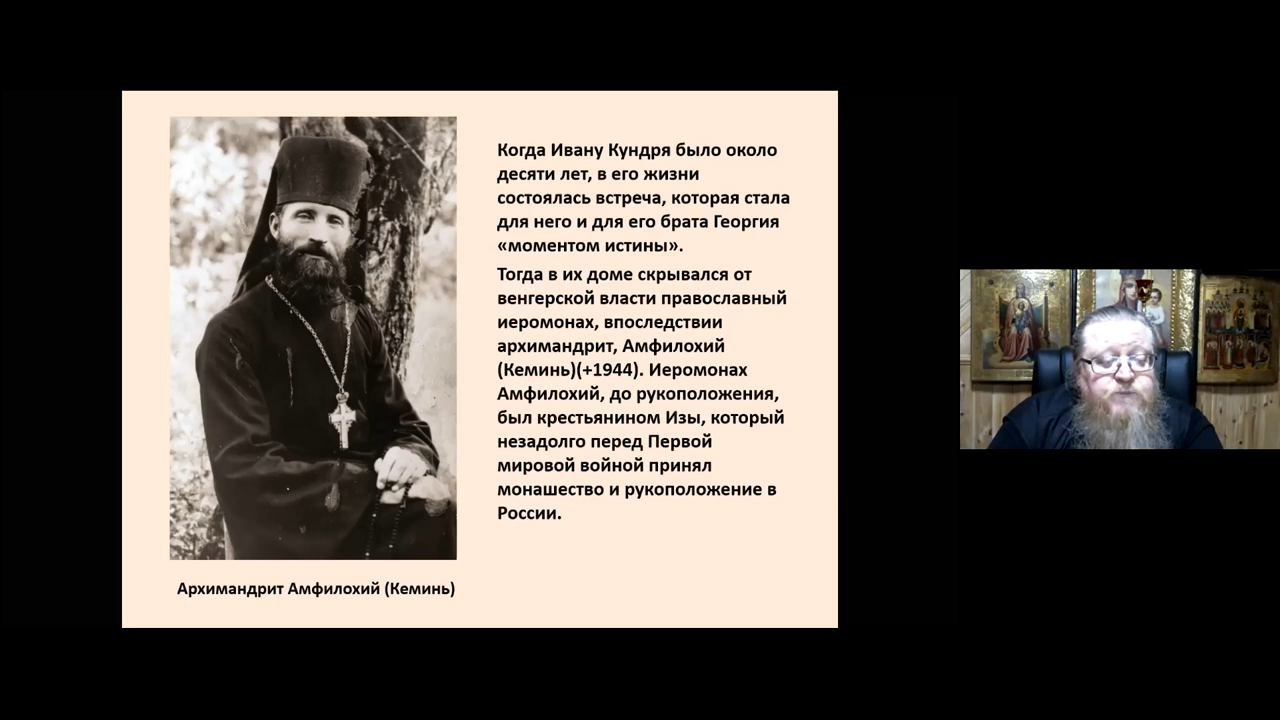 Когда Ивану Кундря было около
десяти лет, в его жизни
состоялась встреча, которая стала
для него и для его брата Георгия
«моментом истины».
Тогда в их доме скрывался от
венгерской власти православный
иеромонах, впоследствии
архимандрит, Амфилохий
(Кеминь)(+1944). Иеромонах
Амфилохий, до рукоположения,
был крестьянином Изы, который
незадолго перед Первой
мировой войной принял
монашество и рукоположение в
России.
Архимандрит Амфилохий (Кеминь)